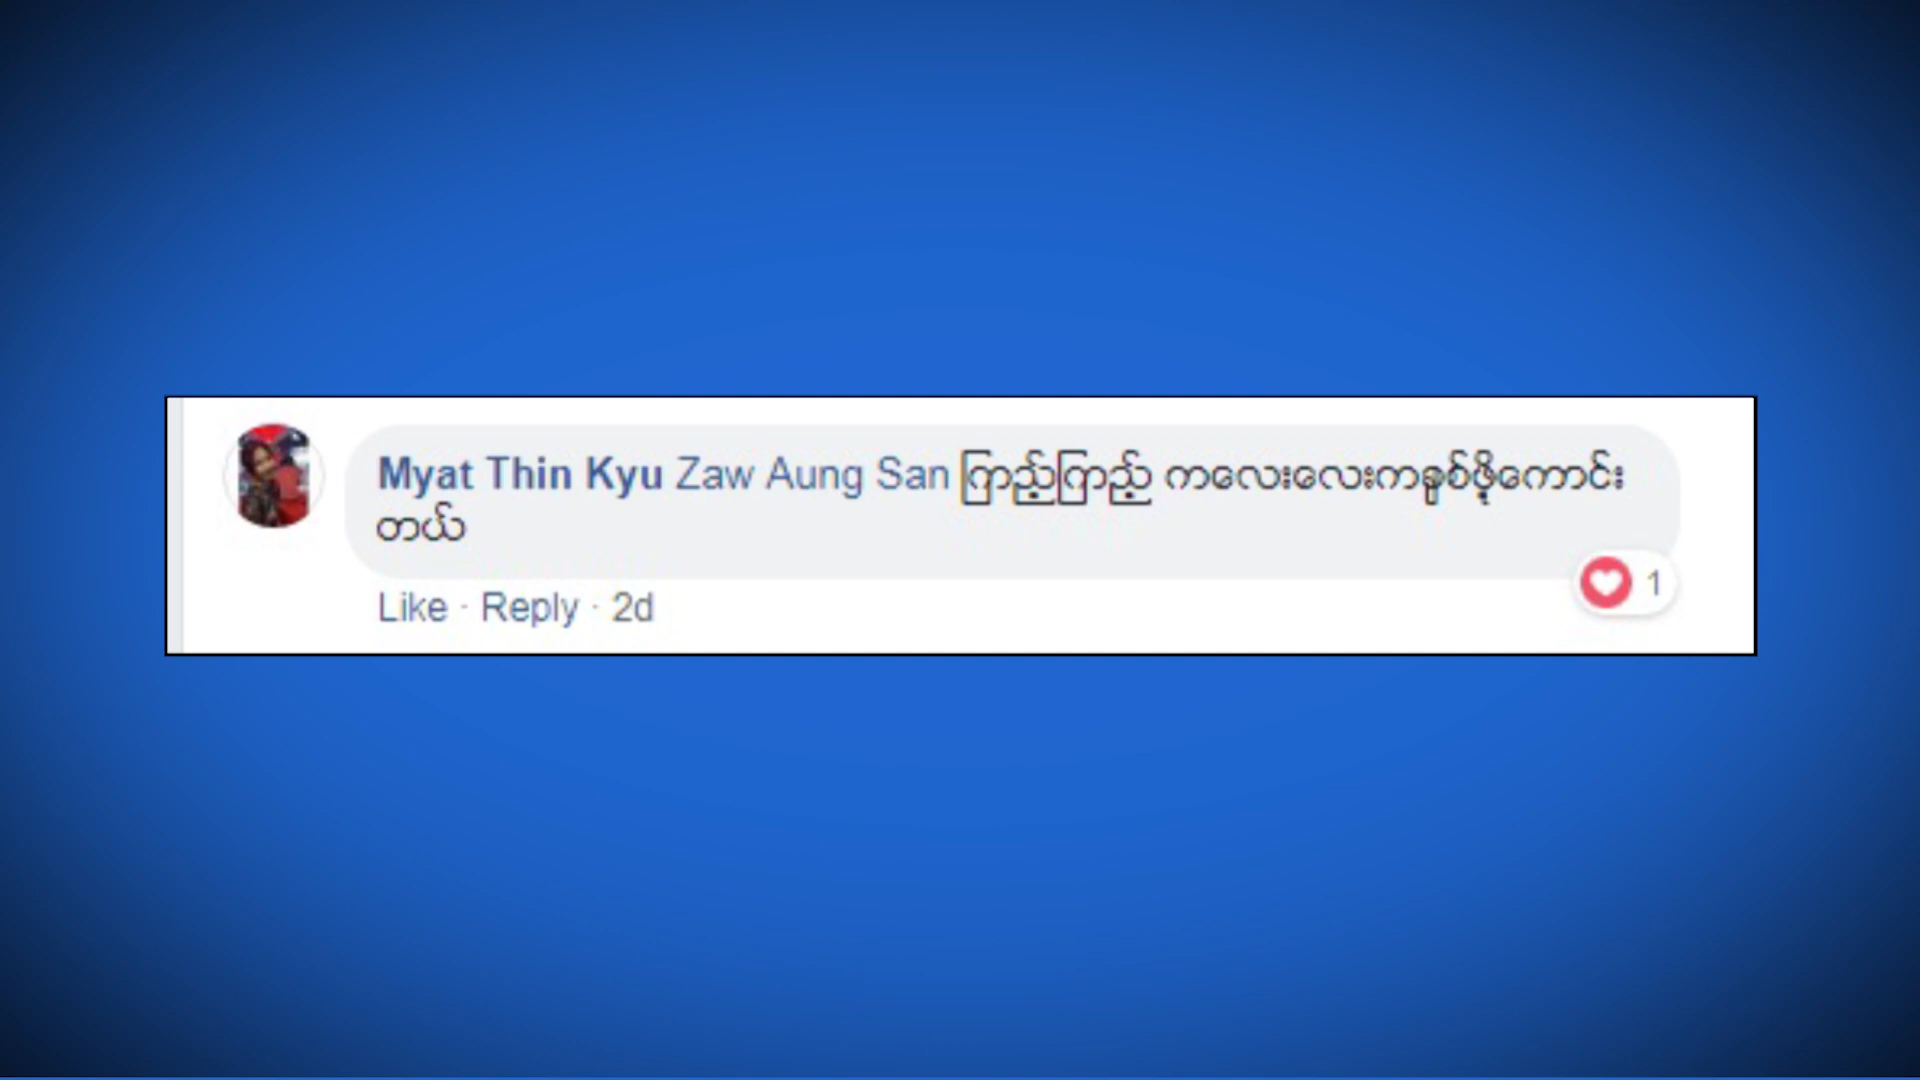 Myat Thin Kyu Zaw Aung San ကြည့်ကြည့် ကလေးလေးကချစ်ဖို့ကောင်း
တယ်
Like · Reply · 2d
1